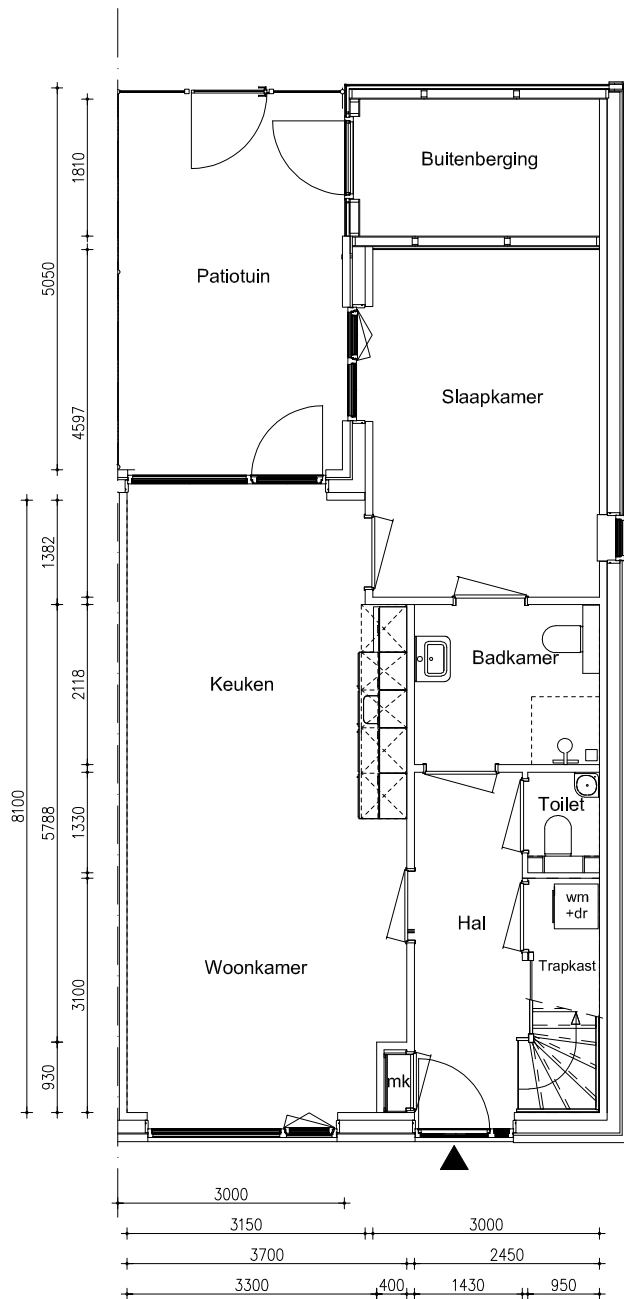 Buitenberging
1810
5050
Patiotuin
Slaapkamer
4597
1382
Badkamer
Keuken
2118
8100
5788
1330
Toilet
wm
+dr
Hal
Woonkamer
Trapkast
3100
930
mk
3000
3150
3000
3700
2450
3300
400
1430
950